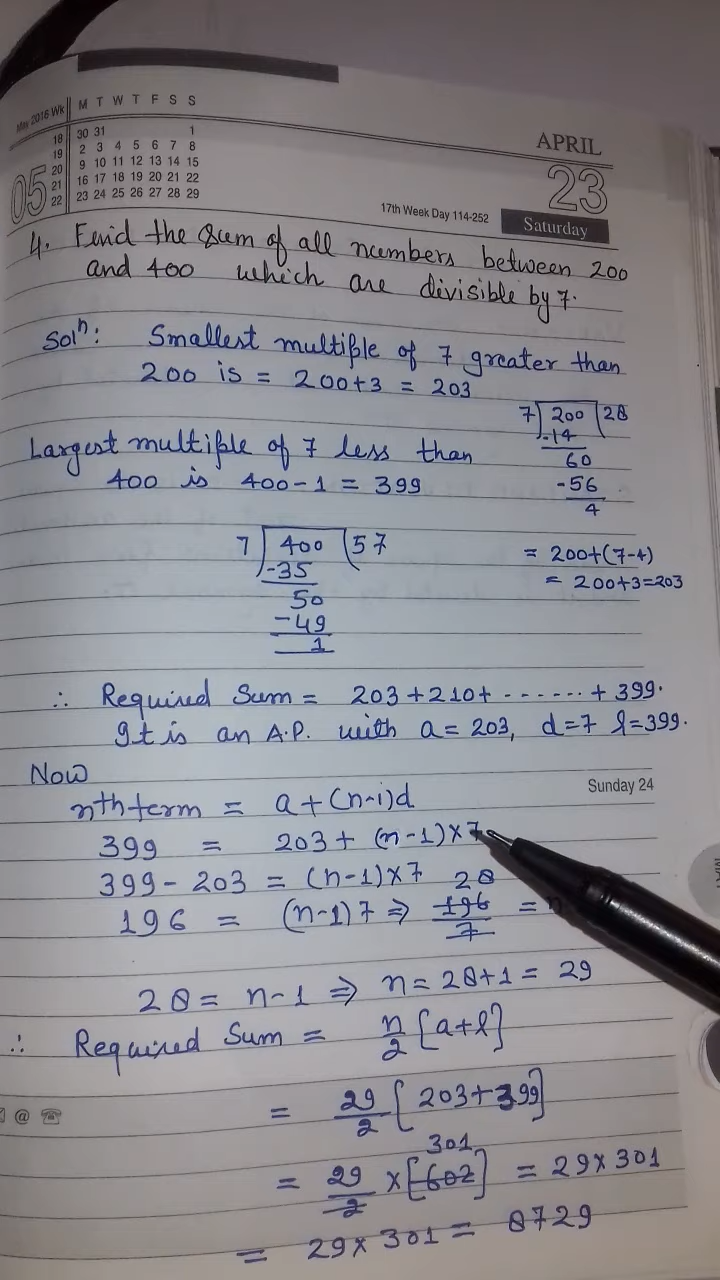 May 2016 Wk M T W T F S S
18 30 31 1
19 2 3 4 5 6 7 8
20 9 10 11 12 13 14 15
21 16 17 18 19 20 21 22
22 23 24 25 26 27 28 29
05
APRIL
23
17th Week Day 114-252 Saturday
4. Find the Sum of all numbers between 200
and 400 which are divisible by 7.
Solⁿ: Smallest multiple of 7 greater than
200 is = 200+3 = 203
7 200 28
-14
60
-56
4
= 200+(7-4)
= 200+3=203
Largest multiple of 7 less than
400 is 400-1 = 399
7 400 57
-35
50
-49
1
∴ Required Sum = 203+210+ - - - - - - + 399.
It is an A.P. with a = 203, d=7 l=399.
Sunday 24
Now
nth term = a+(n-1)d
399 = 203+ (n-1)×7
399-203 = (n-1)×7 28
196 = (n-1)7 ⇒ 196/7 = n
28 = n-1 ⇒ n = 28+1 = 29
∴ Required Sum = n/2 [a+l]
= 29/2 [203+399]
301
= 29/2 ×[602] = 29×301
= 29×301 = 8729
@